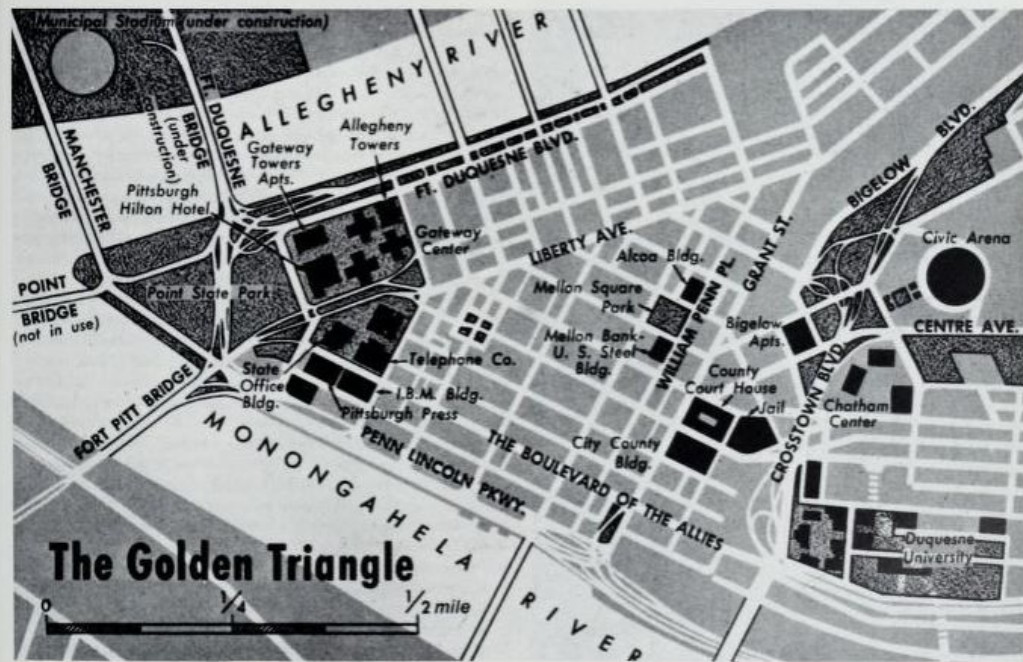 Municipal Stadium (under construction)
ALLEGHENY RIVER
MANCHESTER
BRIDGE
FT. DUQUESNE
BRIDGE
(under
construction)
Gateway
Towers
Apts.
Allegheny
Towers
Pittsburgh
Hilton Hotel
FT. DUQUESNE BLVD.
Gateway
Center
LIBERTY AVE.
Alcoa Bldg.
Mellon Square
Park
WILLIAM PENN PL.
GRANT ST.
BIGELOW BLVD.
Civic Arena
POINT
BRIDGE
(not in use)
Point State Park
Mellon Bank-
U. S. Steel
Bldg.
Bigelow
Apts.
CENTRE AVE.
CROSSTOWN BLVD.
Telephone Co.
State
Office
Bldg.
I.B.M. Bldg.
Pittsburgh Press
County
Court House
Jail
Chatham
Center
FORT PITT BRIDGE
City County
Bldg.
PENN LINCOLN PKWY.
THE BOULEVARD OF THE ALLIES
MONONGAHELA
RIVER
Duquesne
University
The Golden Triangle
0 1/4 1/2 mile